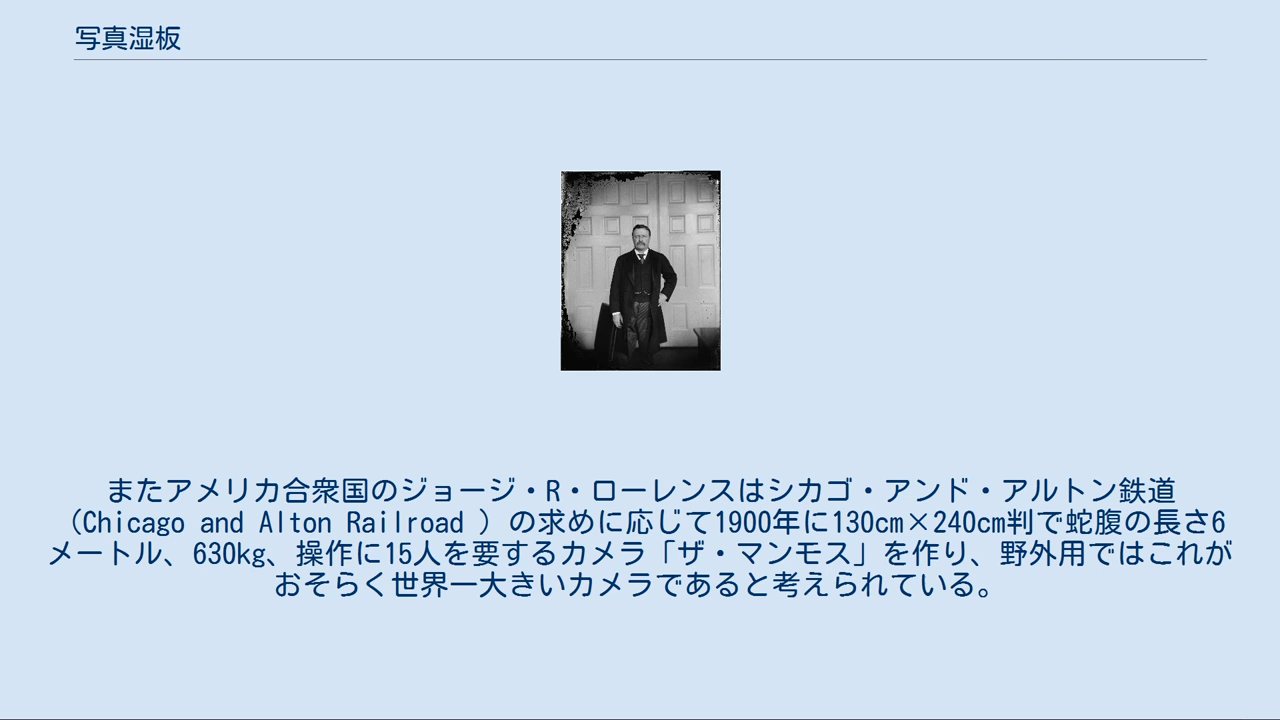 写真湿板
またアメリカ合衆国のジョージ・R・ローレンスはシカゴ・アンド・アルトン鉄道
（Chicago and Alton Railroad ）の求めに応じて1900年に130cm×240cm判で蛇腹の長さ6
メートル、630kg、操作に15人を要するカメラ「ザ・マンモス」を作り、野外用ではこれが
おそらく世界一大きいカメラであると考えられている。